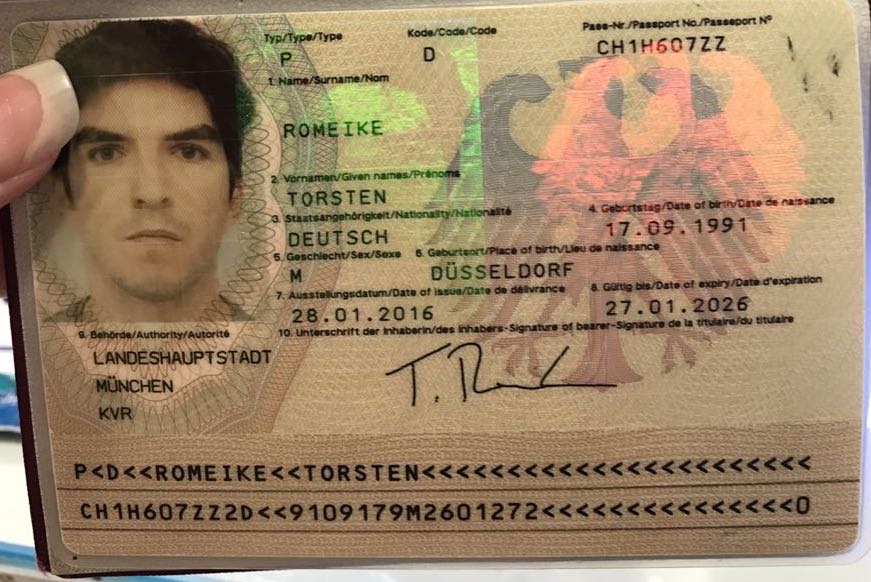 Typ/Type/Type Kode/Code/Code Pass-Nr./Passport No./Passeport N°
P D CH1H607ZZ
1. Name/Surname/Nom
ROMEIKE
2. Vornamen/Given names/Prénoms
TORSTEN
3. Staatsangehörigkeit/Nationality/Nationalité 4. Geburtstag/Date of birth/Date de naissance
DEUTSCH 17.09.1991
5. Geschlecht/Sex/Sexe 6. Geburtsort/Place of birth/Lieu de naissance
M DÜSSELDORF
7. Ausstellungsdatum/Date of issue/Date de délivrance 8. Gültig bis/Date of expiry/Date d'expiration
28.01.2016 27.01.2026
9. Behörde/Authority/Autorité 10. Unterschrift der Inhaberin/des Inhabers-Signature of bearer-Signature de la titulaire/du titulaire
LANDESHAUPTSTADT
MÜNCHEN
KVR
P<D<<ROMEIKE<<TORSTEN<<<<<<<<<<<<<<<<<<<<<<<
CH1H607ZZ2D<<9109179M2601272<<<<<<<<<<<<<<<0